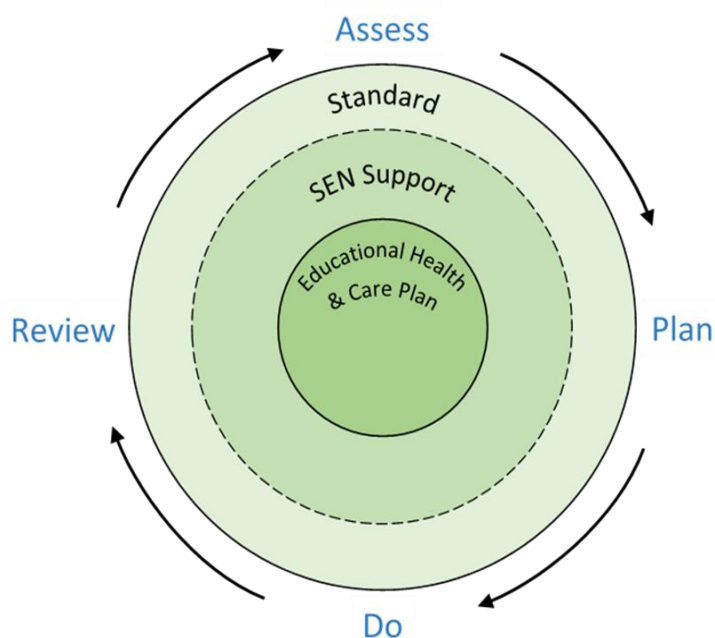 Assess
Standard
SEN Support
Educational Health
& Care Plan
Review
Plan
Do